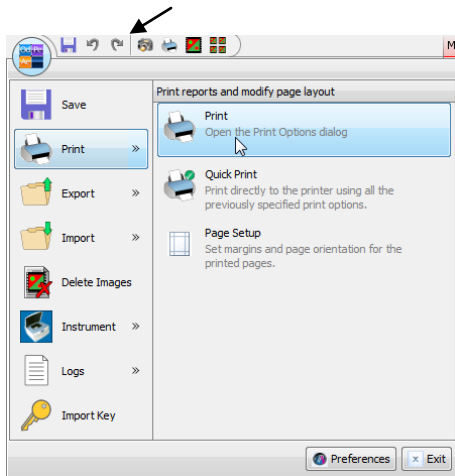 M
Print reports and modify page layout
Save
Print
Open the Print Options dialog
Print »
Quick Print
Print directly to the printer using all the
previously specified print options.
Export »
Import »
Page Setup
Set margins and page orientation for the
printed pages.
Delete Images
Instrument »
Logs »
Import Key
Preferences
Exit